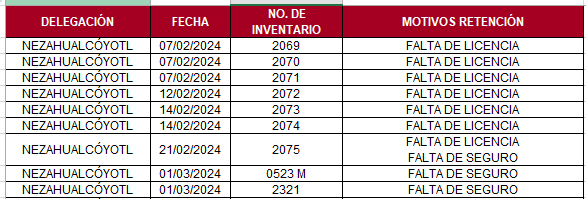 DELEGACIÓN FECHA NO. DE INVENTARIO MOTIVOS RETENCIÓN
NEZAHUALCÓYOTL 07/02/2024 2069 FALTA DE LICENCIA
NEZAHUALCÓYOTL 07/02/2024 2070 FALTA DE LICENCIA
NEZAHUALCÓYOTL 07/02/2024 2071 FALTA DE LICENCIA
NEZAHUALCÓYOTL 12/02/2024 2072 FALTA DE LICENCIA
NEZAHUALCÓYOTL 14/02/2024 2073 FALTA DE LICENCIA
NEZAHUALCÓYOTL 14/02/2024 2074 FALTA DE LICENCIA
NEZAHUALCÓYOTL 21/02/2024 2075 FALTA DE LICENCIA
FALTA DE SEGURO
NEZAHUALCÓYOTL 01/03/2024 0523 M FALTA DE SEGURO
NEZAHUALCÓYOTL 01/03/2024 2321 FALTA DE SEGURO